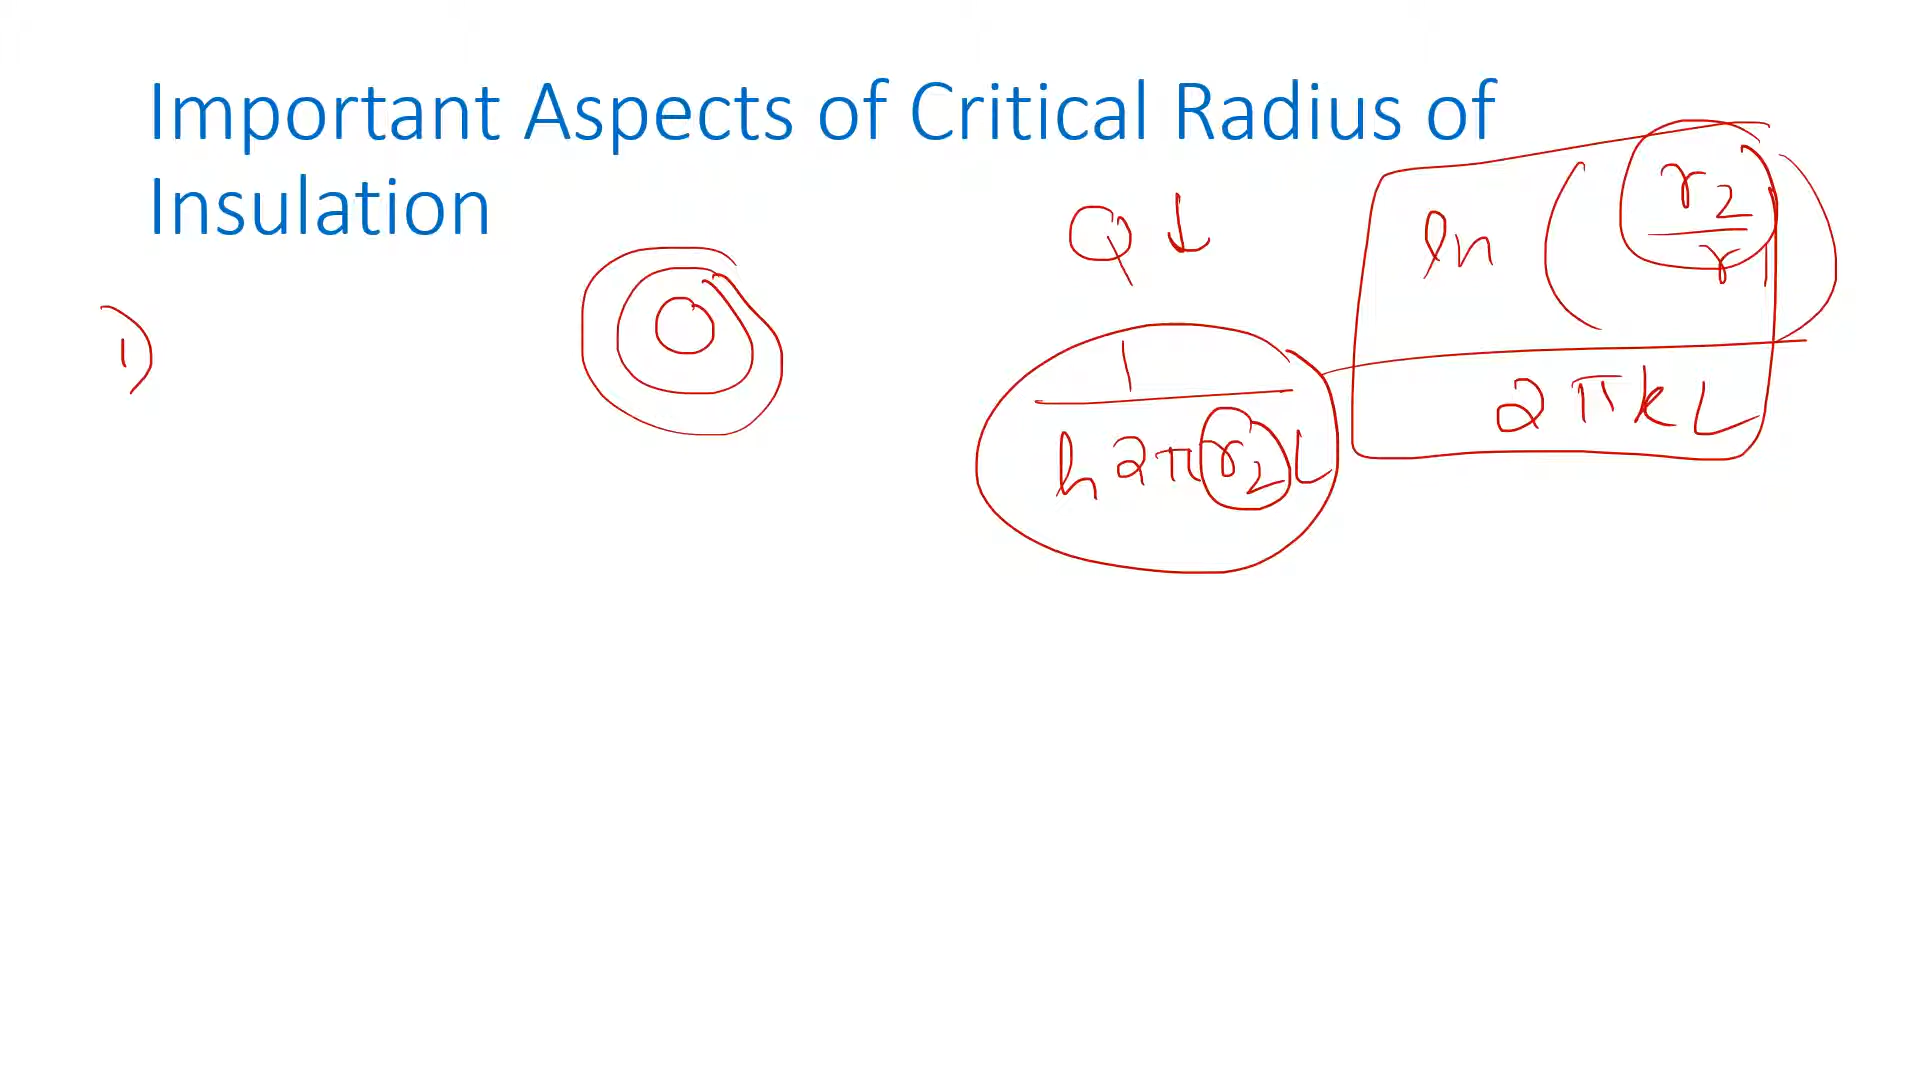 Important Aspects of Critical Radius of
Insulation
Q ↓
ln (r2/r1)
2πkL
1)
1
h2πr2L